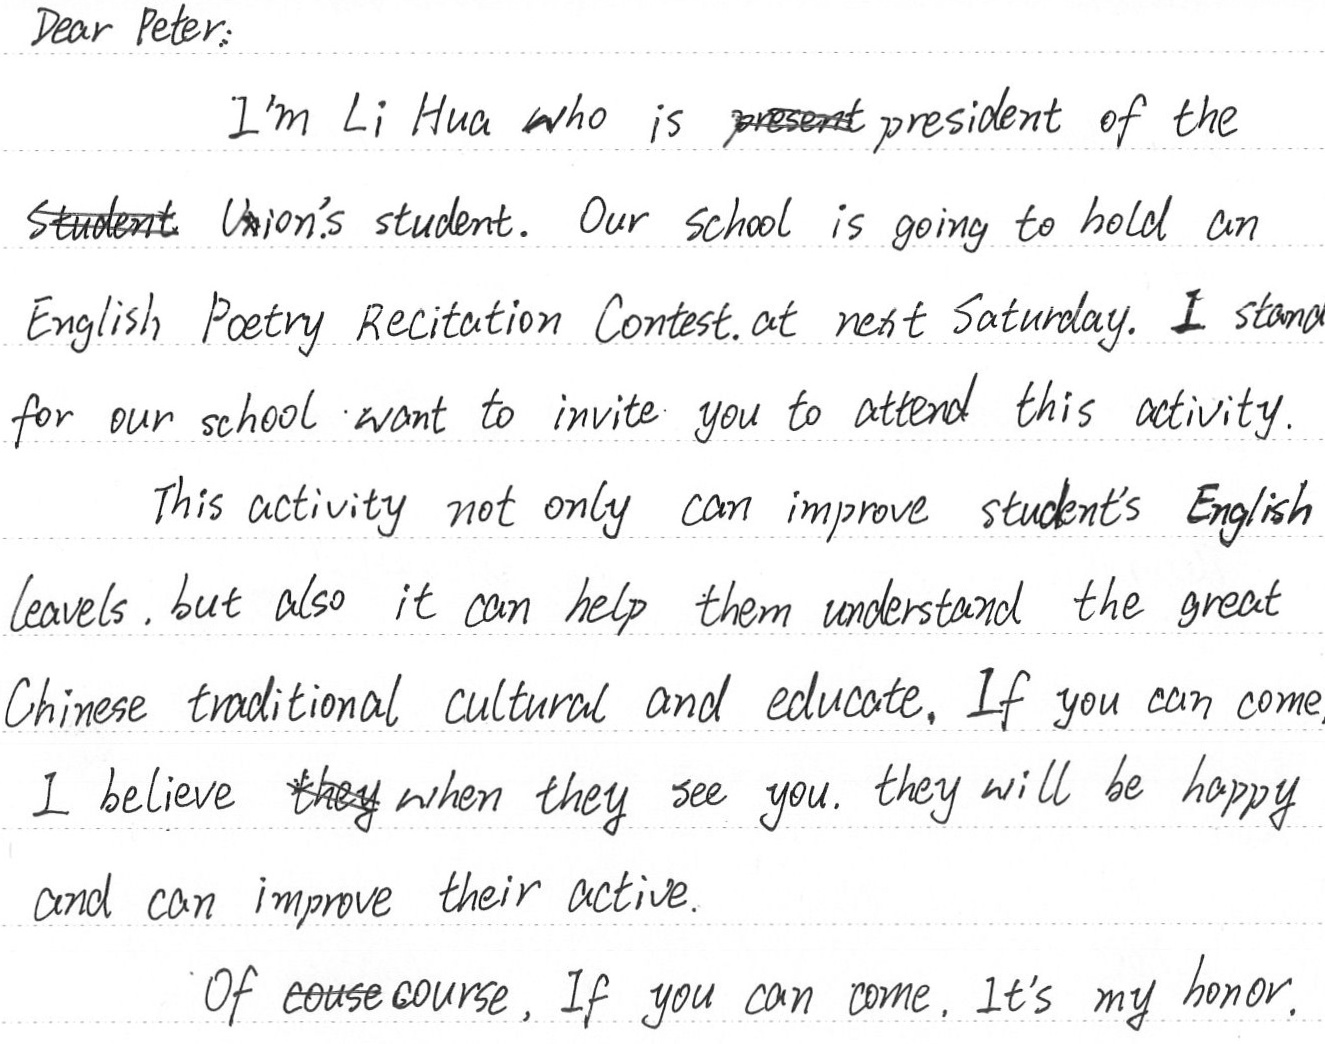 Dear Peter:
I'm Li Hua who is president of the
Union's student. Our school is going to hold an
English Poetry Recitation Contest. at next Saturday. I stand
for our school want to invite you to attend this activity.
This activity not only can improve student's English
leavels, but also it can help them understand the great
Chinese traditional cultural and educate. If you can come,
I believe when they see you. they will be happy
and can improve their active.
Of course, If you can come. It's my honor.